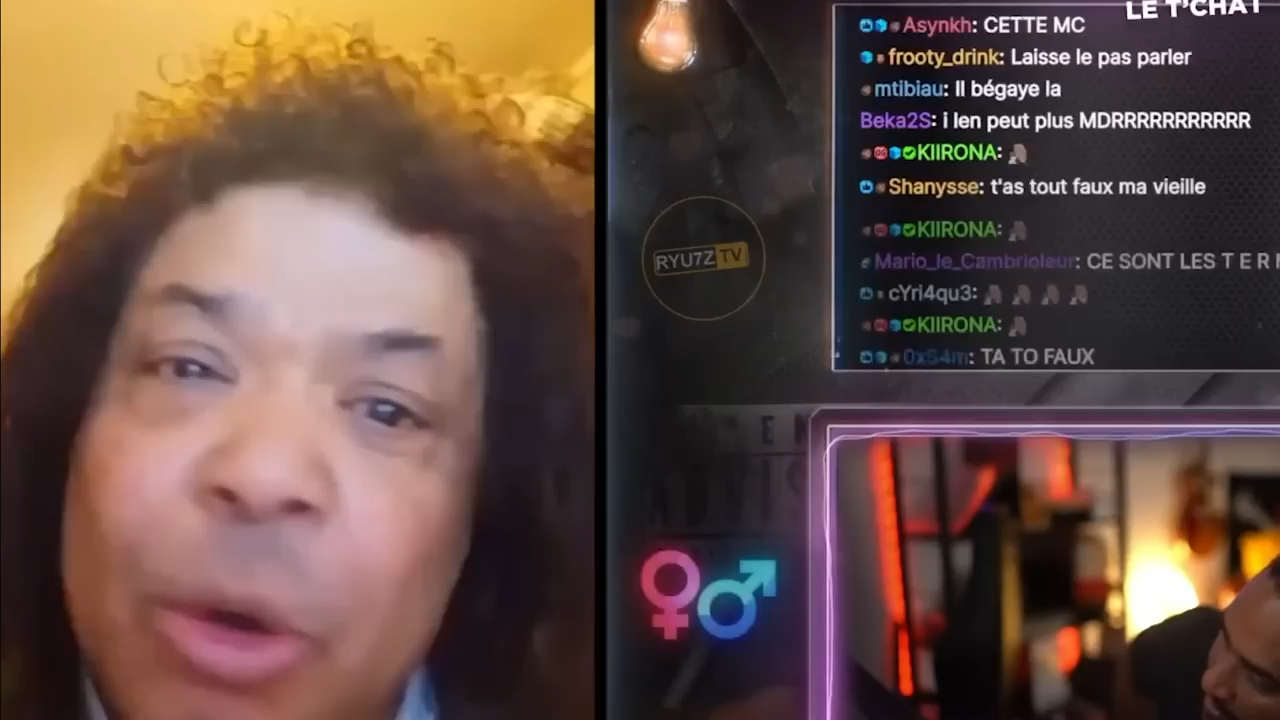 LE T'CHAT
Asynkh: CETTE MC
frooty_drink: Laisse le pas parler
mtibiau: Il bégaye la
Beka2S: i len peut plus MDRRRRRRRRRRR
KIIRONA:
Shanysse: t'as tout faux ma vieille
KIIRONA:
Mario_le_Cambrioleur: CE SONT LES T E R
cYri4qu3:
KIIRONA:
0xS4m: TA TO FAUX
RYU7Z TV